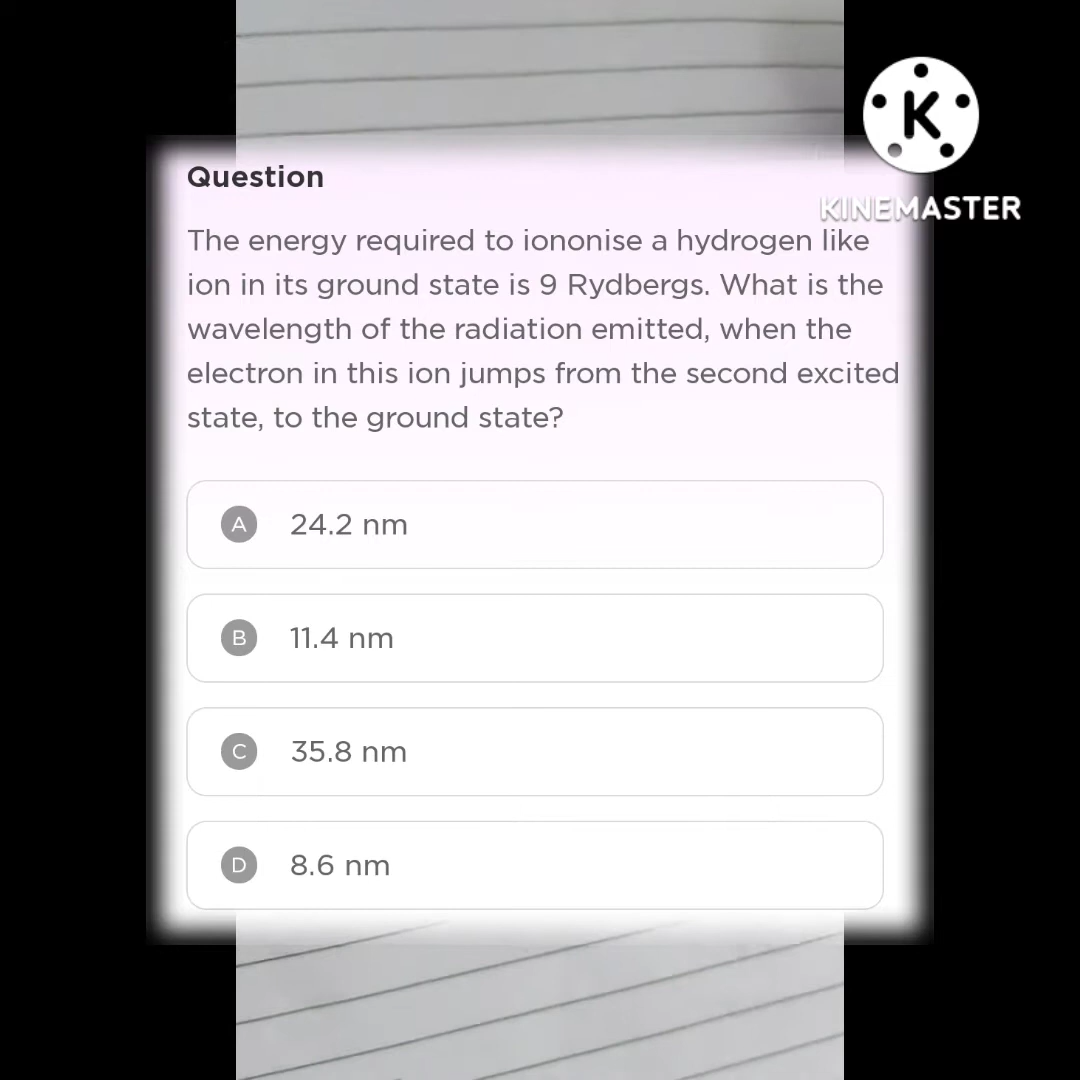 K
KINEMASTER
Question
The energy required to iononise a hydrogen like
ion in its ground state is 9 Rydbergs. What is the
wavelength of the radiation emitted, when the
electron in this ion jumps from the second excited
state, to the ground state?
A 24.2 nm
B 11.4 nm
C 35.8 nm
D 8.6 nm